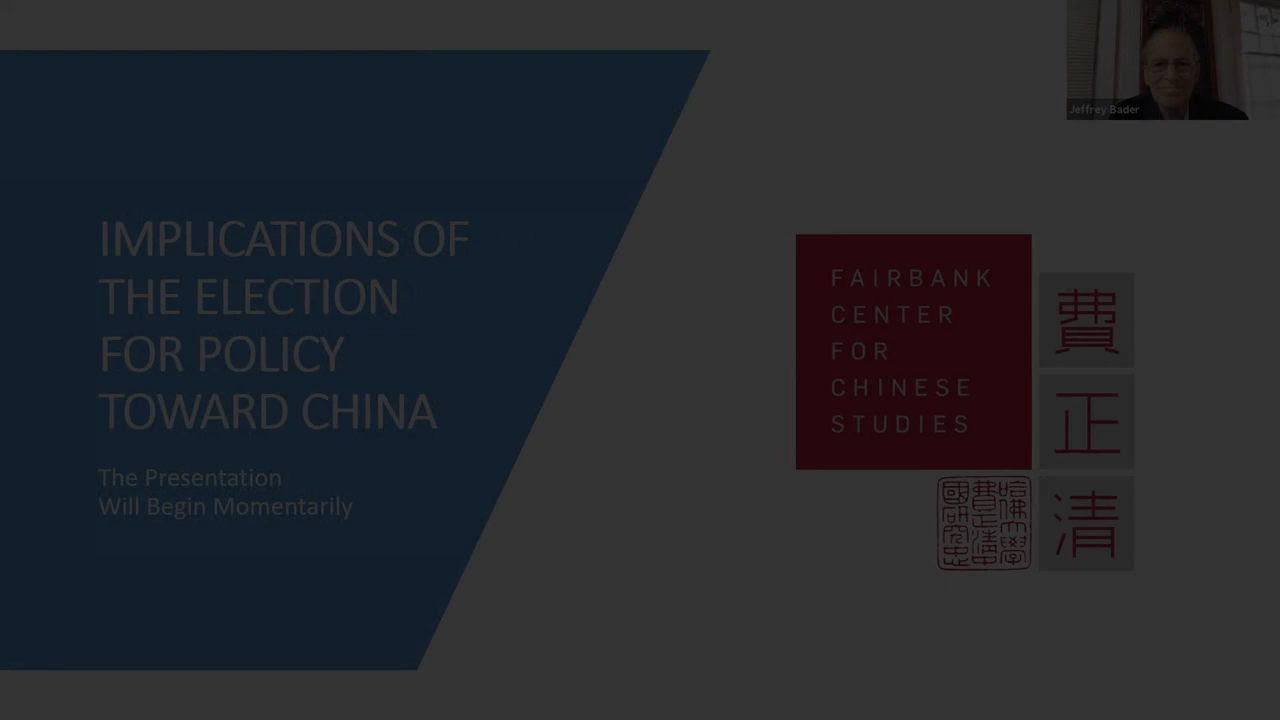 Jeffrey Bader
IMPLICATIONS OF
THE ELECTION
FOR POLICY
TOWARD CHINA
The Presentation
Will Begin Momentarily
FAIRBANK
CENTER
FOR
CHINESE
STUDIES
費
正
清